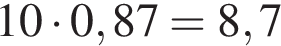 10 · 0, 87 = 8, 7